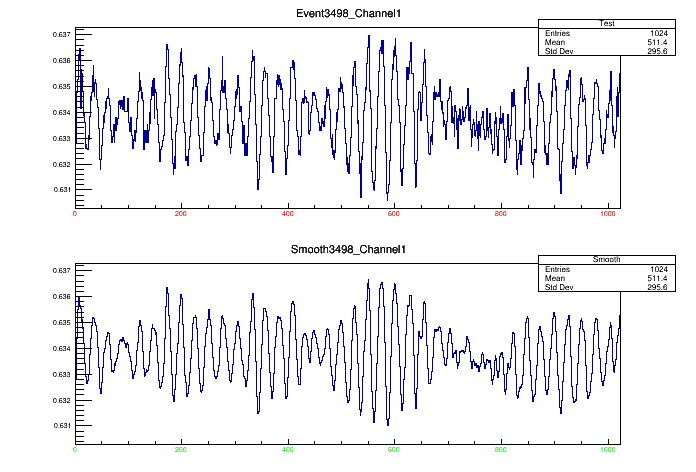 Event3498_Channel1
Test
Entries 1024
Mean 511.4
Std Dev 295.6
0.637
0.636
0.635
0.634
0.633
0.632
0.631
0 200 400 600 800 1000
Smooth3498_Channel1
Smooth
Entries 1024
Mean 511.4
Std Dev 295.6
0.637
0.636
0.635
0.634
0.633
0.632
0.631
0 200 400 600 800 1000